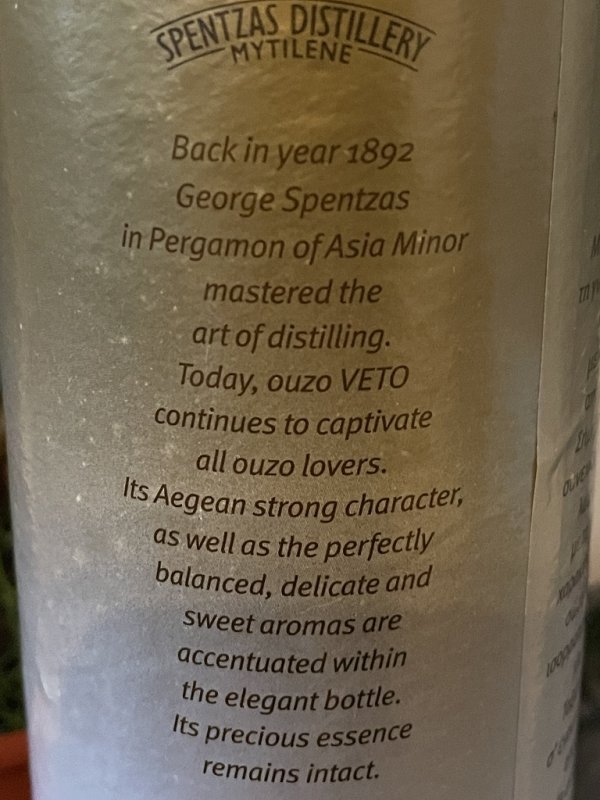 SPENTZAS DISTILLERY
MYTILENE
Back in year 1892
George Spentzas
in Pergamon of Asia Minor
mastered the
art of distilling.
Today, ouzo VETO
continues to captivate
all ouzo lovers.
Its Aegean strong character,
as well as the perfectly
balanced, delicate and
sweet aromas are
accentuated within
the elegant bottle.
Its precious essence
remains intact.